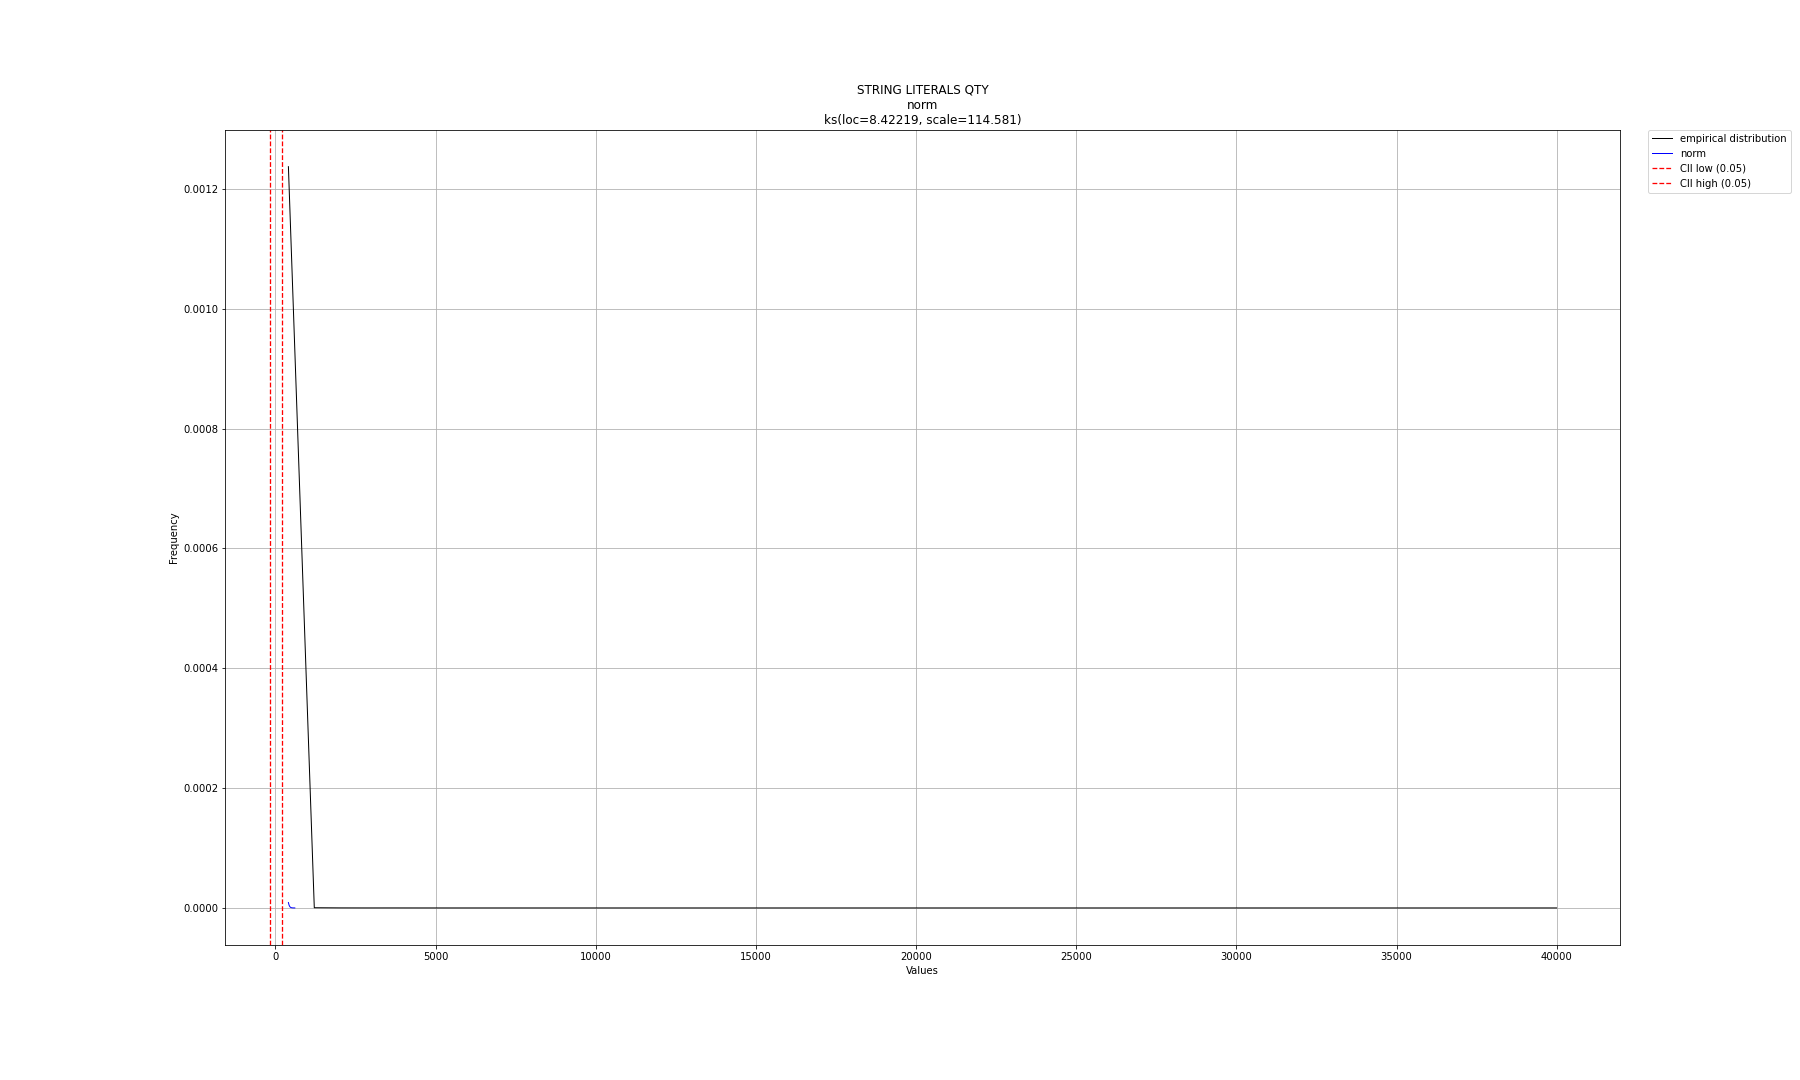 STRING LITERALS QTY
norm
ks(loc=8.42219, scale=114.581)
empirical distribution
norm
CII low (0.05)
CII high (0.05)
0.0012
0.0010
0.0008
0.0006
0.0004
0.0002
0.0000
Frequency
0 5000 10000 15000 20000 25000 30000 35000 40000
Values